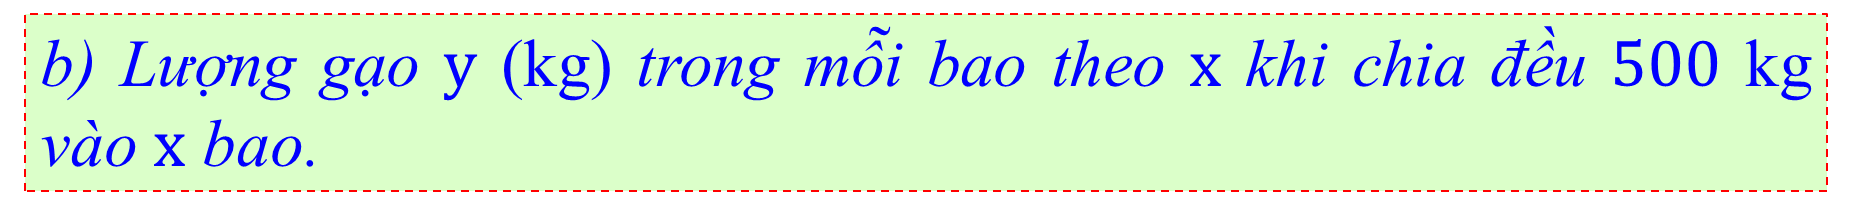 b) Lượng gạo y (kg) trong mỗi bao theo x khi chia đều 500 kg
vào x bao.